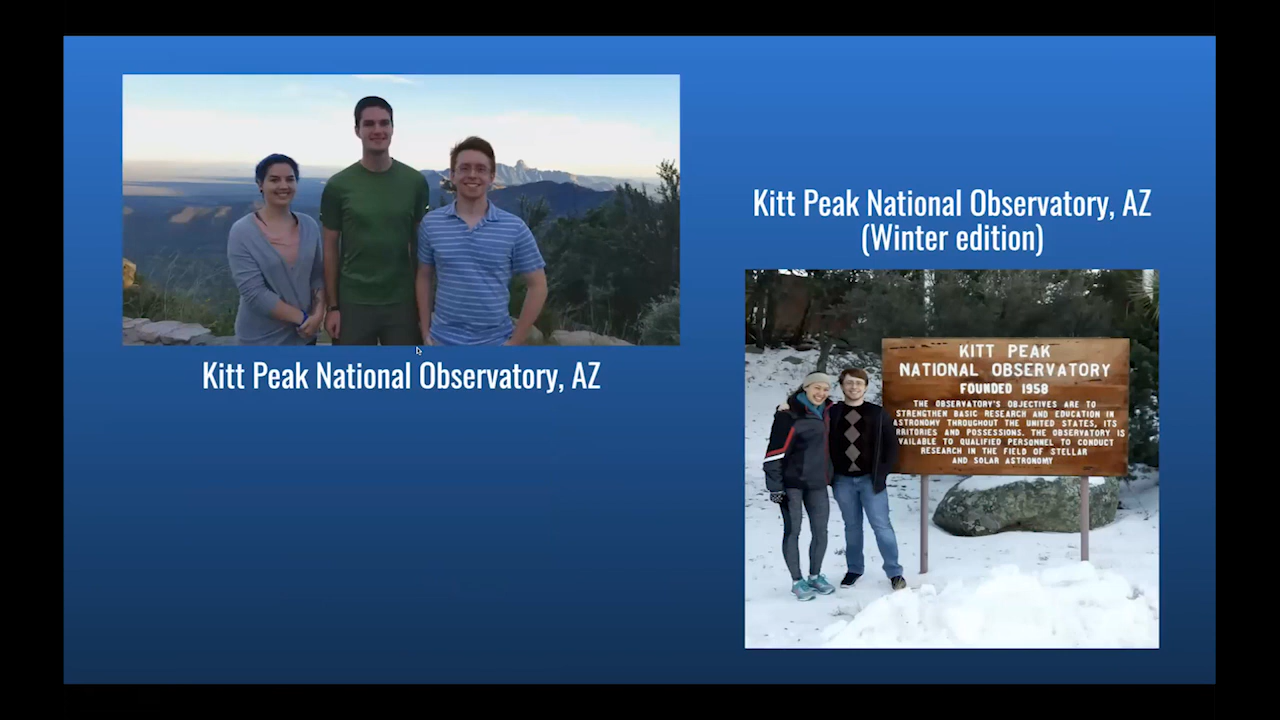 Kitt Peak National Observatory, AZ
Kitt Peak National Observatory, AZ
(Winter edition)
KITT PEAK
NATIONAL OBSERVATORY
FOUNDED 1958
THE OBSERVATORY'S OBJECTIVES ARE TO
STRENGTHEN BASIC RESEARCH AND EDUCATION IN
ASTRONOMY THROUGHOUT THE UNITED STATES, ITS
RRITORIES AND POSSESSIONS. THE OBSERVATORY IS
VAILABLE TO QUALIFIED PERSONNEL TO CONDUCT
RESEARCH IN THE FIELD OF STELLAR
AND SOLAR ASTRONOMY